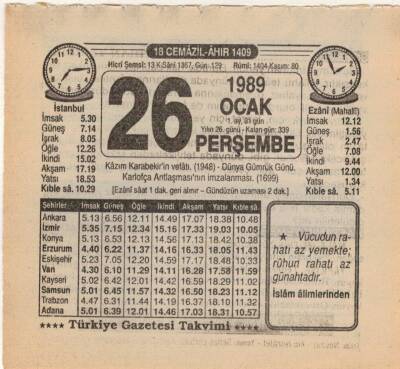 18 CEMÂZİL-ÂHIR 1409
Hicrî Şemsî: 13 K.Sâni 1367, Gün: 129 Rûmî: 1404-Kasım: 80
26
1989
OCAK
1. ay, 31 gün
Yılın 26. günü - Kalan gün: 339
PERŞEMBE
İstanbul
İmsak 5.30
Güneş 7.14
İşrak 8.05
Öğle 12.26
İkindi 15.02
Akşam 17.19
Yatsı 18.53
Kıble sâ. 10.29
Ezânî (Mahallî)
İmsak 12.12
Güneş 1.56
İşrak 2.47
Öğle 7.08
İkindi 9.44
Akşam 12.00
Yatsı 1.34
Kıble sâ. 5.11
Kâzım Karabekir'in vefâtı. (1948) - Dünya Gümrük Günü.
Karlofça Antlaşması'nın imzalanması. (1699)
[Ezânî sâat 1 dak. geri alınır – Gündüzün uzaması 2 dak.]
Şehirler İmsak Güneş Öğle İkindi Akşam Yatsı Kıble sâ.
Ankara 5.13 6.56 12.11 14.49 17.07 18.38 10.48
İzmir 5.35 7.15 12.34 15.16 17.33 19.03 10.05
Konya 5.13 6.53 12.13 14.56 17.13 18.42 10.38
Erzurum 4.40 6.22 11.37 14.16 16.33 18.05 11.43
Eskişehir 5.23 7.05 12.20 14.59 17.17 18.48 10.33
Van 4.30 6.10 11.29 14.11 16.28 17.58 11.59
Kayseri 5.02 6.42 12.01 14.42 16.59 18.29 11.02
Samsun 5.01 6.45 11.57 14.32 16.50 18.23 11.12
Trabzon 4.47 6.31 11.44 14.20 16.37 18.10 11.34
Adana 5.01 6.39 12.01 14.46 17.03 18.31 10.57
★ Vücudun ra-
hatı az yemekte;
rûhun rahatı az
günahtadır.
İslâm âlimlerinden
★★★★ Türkiye Gazetesi Takvimi ★★★★